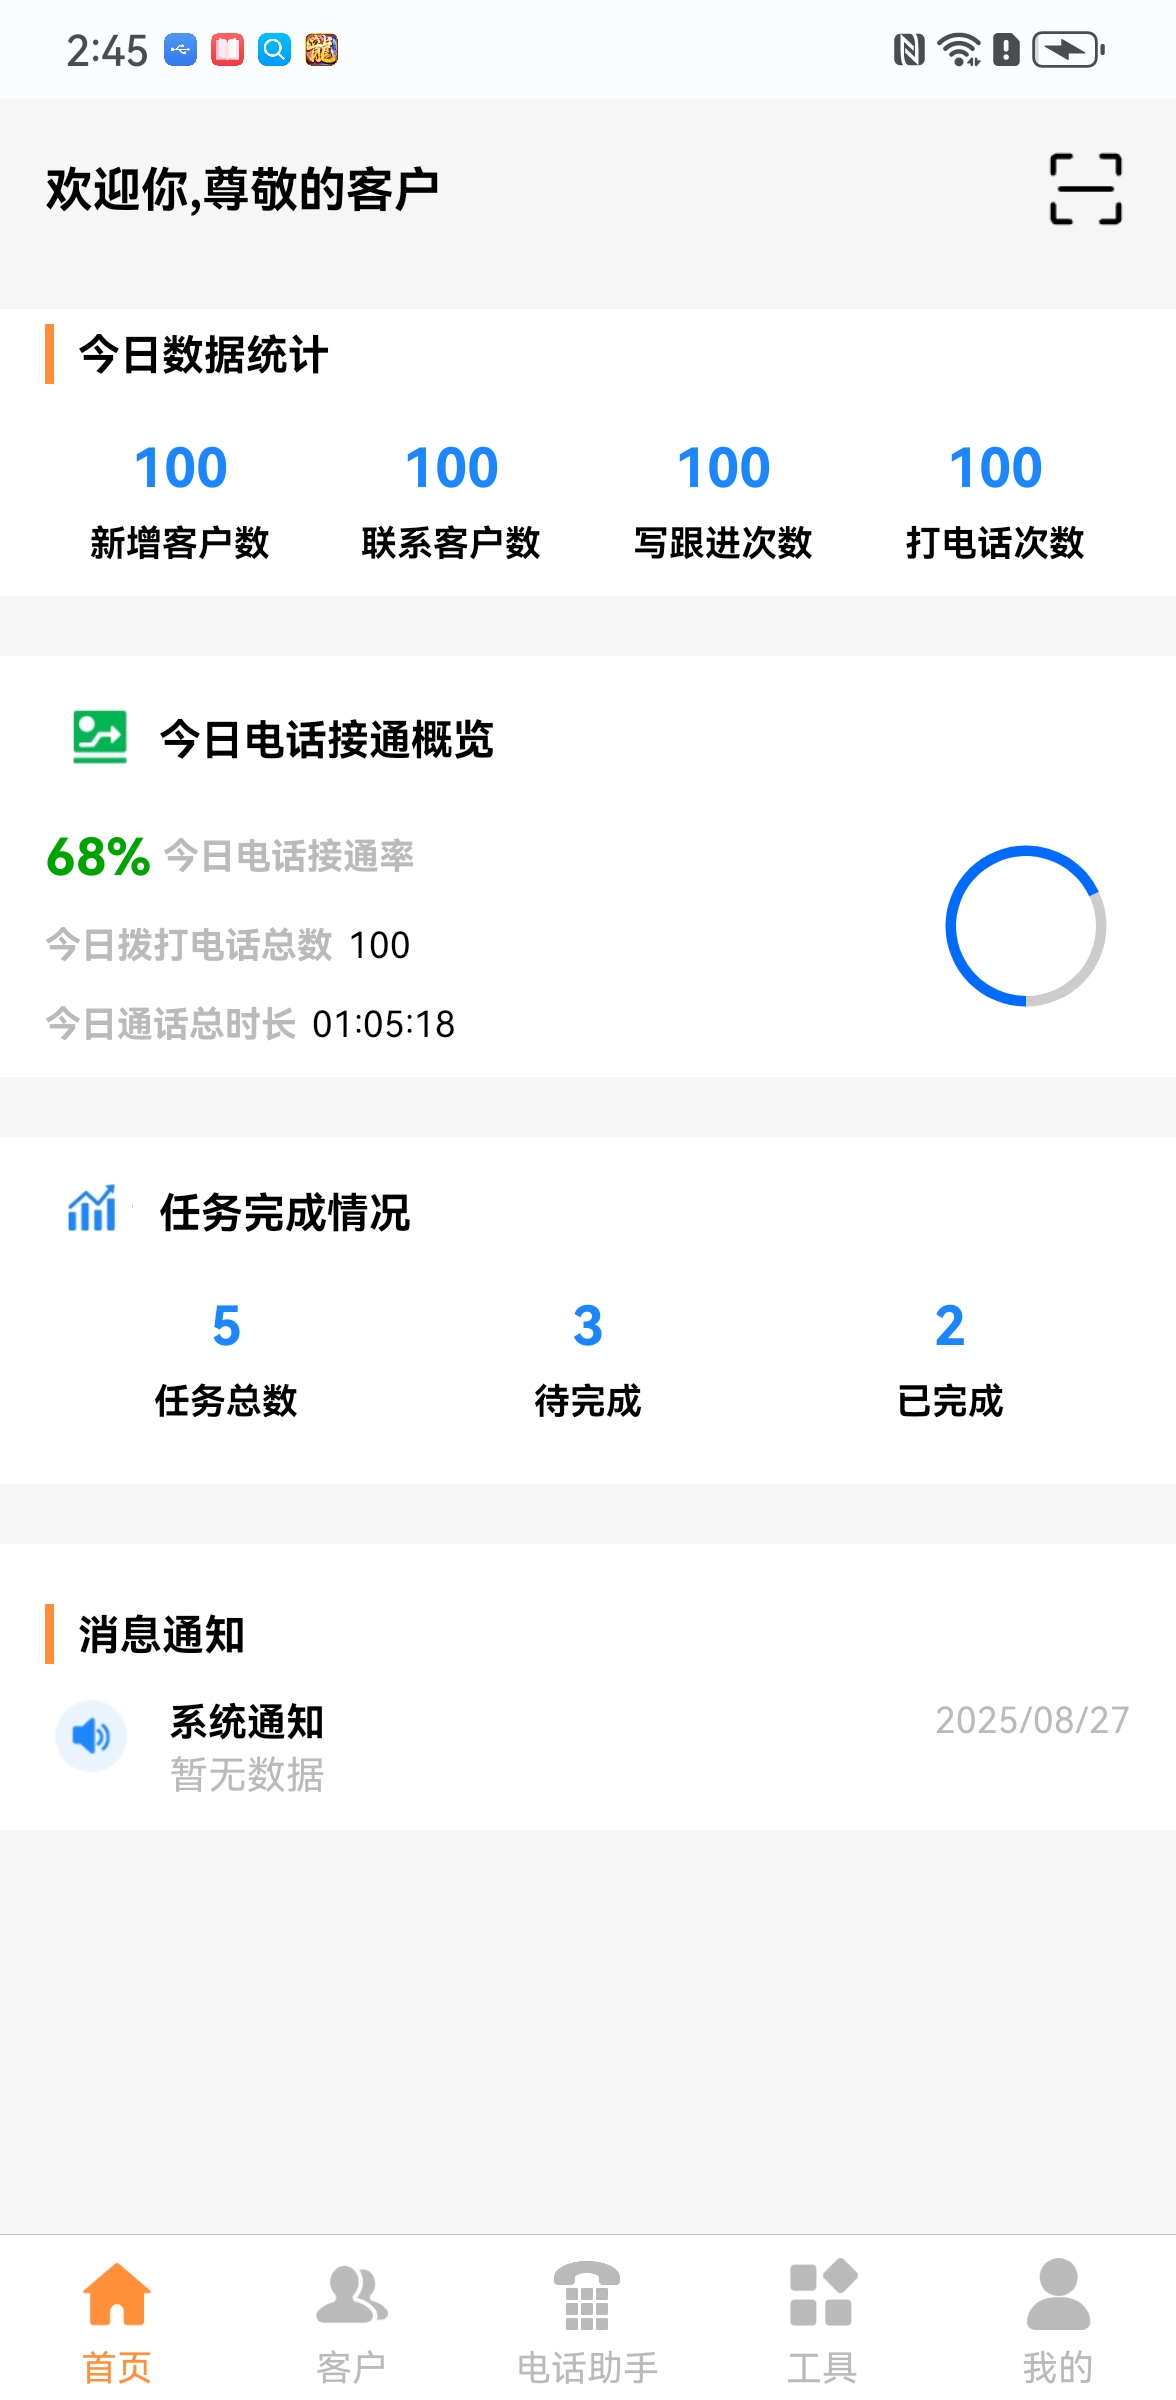 2:45
欢迎你,尊敬的客户
今日数据统计
100 100 100 100
新增客户数 联系客户数 写跟进次数 打电话次数
今日电话接通概览
68% 今日电话接通率
今日拨打电话总数 100
今日通话总时长 01:05:18
任务完成情况
5 3 2
任务总数 待完成 已完成
消息通知
系统通知 2025/08/27
暂无数据
首页 客户 电话助手 工具 我的